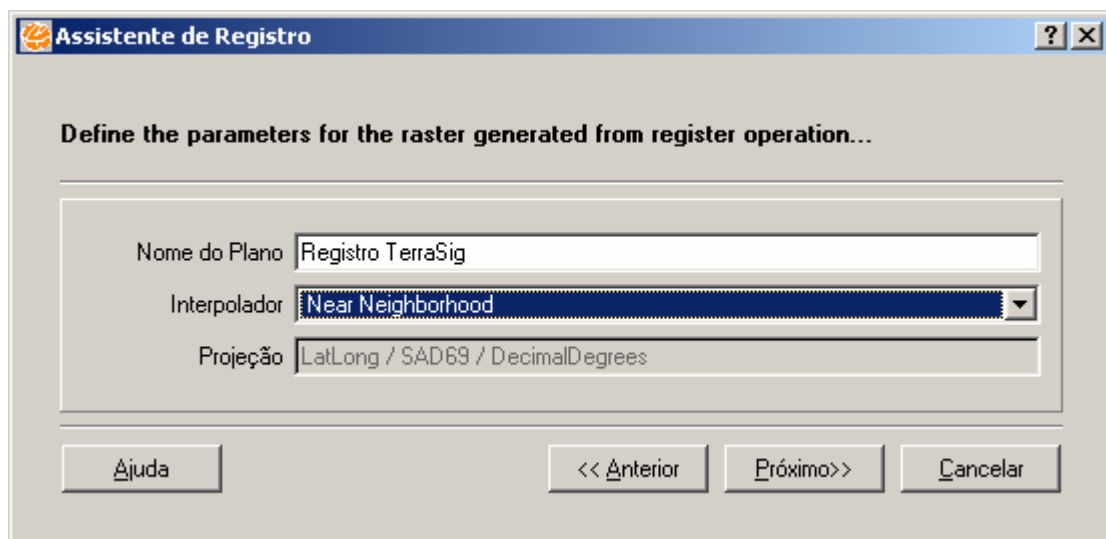 Assistente de Registro
Define the parameters for the raster generated from register operation...
Nome do Plano Registro TerraSig
Interpolador Near Neighborhood
Projeção LatLong / SAD69 / DecimalDegrees
Ajuda << Anterior Próximo>> Cancelar